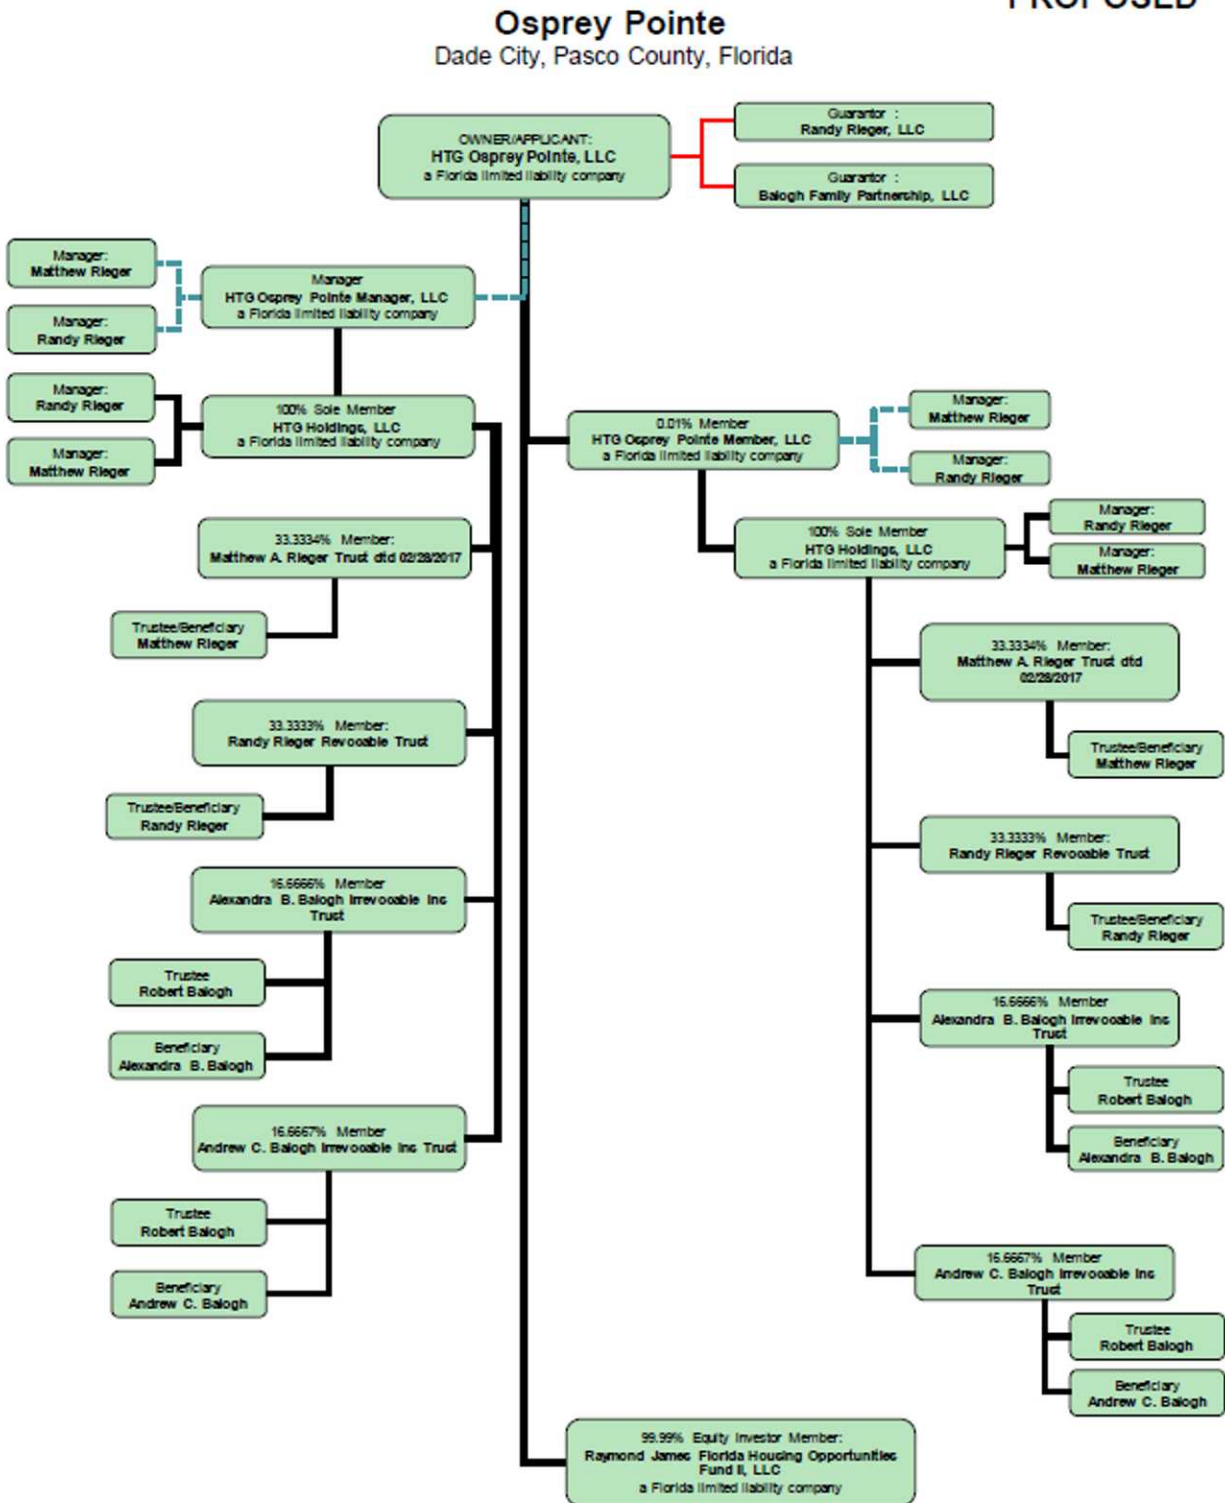 PROPOSED
Osprey Pointe
Dade City, Pasco County, Florida
OWNER/APPLICANT:
HTG Osprey Pointe, LLC
a Florida limited liability company
Guarantor :
Randy Rieger, LLC
Guarantor :
Balogh Family Partnership, LLC
Manager:
Matthew Rieger
Manager:
Randy Rieger
Manager
HTG Osprey Pointe Manager, LLC
a Florida limited liability company
Manager:
Randy Rieger
Manager:
Matthew Rieger
100% Sole Member
HTG Holdings, LLC
a Florida limited liability company
33.3334% Member:
Matthew A. Rieger Trust dtd 02/28/2017
Trustee/Beneficiary
Matthew Rieger
33.3333% Member:
Randy Rieger Revocable Trust
Trustee/Beneficiary
Randy Rieger
16.6666% Member
Alexandra B. Balogh Irrevocable Ins
Trust
Trustee
Robert Balogh
Beneficiary
Alexandra B. Balogh
16.6667% Member
Andrew C. Balogh Irrevocable Ins Trust
Trustee
Robert Balogh
Beneficiary
Andrew C. Balogh
0.01% Member
HTG Osprey Pointe Member, LLC
a Florida limited liability company
Manager:
Matthew Rieger
Manager:
Randy Rieger
100% Sole Member
HTG Holdings, LLC
a Florida limited liability company
Manager:
Randy Rieger
Manager:
Matthew Rieger
33.3334% Member:
Matthew A. Rieger Trust dtd
02/28/2017
Trustee/Beneficiary
Matthew Rieger
33.3333% Member:
Randy Rieger Revocable Trust
Trustee/Beneficiary
Randy Rieger
16.6666% Member
Alexandra B. Balogh Irrevocable Ins
Trust
Trustee
Robert Balogh
Beneficiary
Alexandra B. Balogh
16.6667% Member
Andrew C. Balogh Irrevocable Ins
Trust
Trustee
Robert Balogh
Beneficiary
Andrew C. Balogh
99.99% Equity Investor Member:
Raymond James Florida Housing Opportunities
Fund II, LLC
a Florida limited liability company